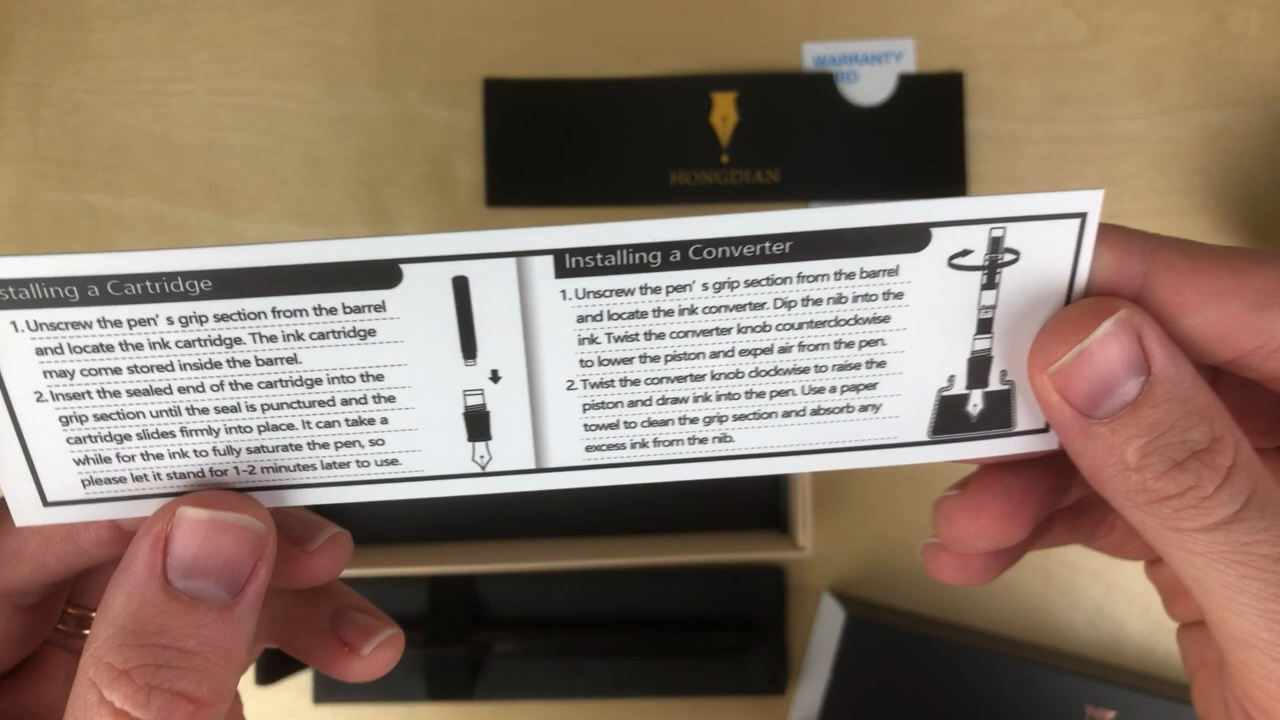 WARRANTY
HONGDIAN
stalling a Cartridge
1. Unscrew the pen's grip section from the barrel
and locate the ink cartridge. The ink cartridge
may come stored inside the barrel.
2. Insert the sealed end of the cartridge into the
grip section until the seal is punctured and the
cartridge slides firmly into place. It can take a
while for the ink to fully saturate the pen, so
please let it stand for 1-2 minutes later to use.
Installing a Converter
1. Unscrew the pen's grip section from the barrel
and locate the ink converter. Dip the nib into the
ink. Twist the converter knob counterclockwise
to lower the piston and expel air from the pen.
2. Twist the converter knob clockwise to raise the
piston and draw ink into the pen. Use a paper
towel to clean the grip section and absorb any
excess ink from the nib.